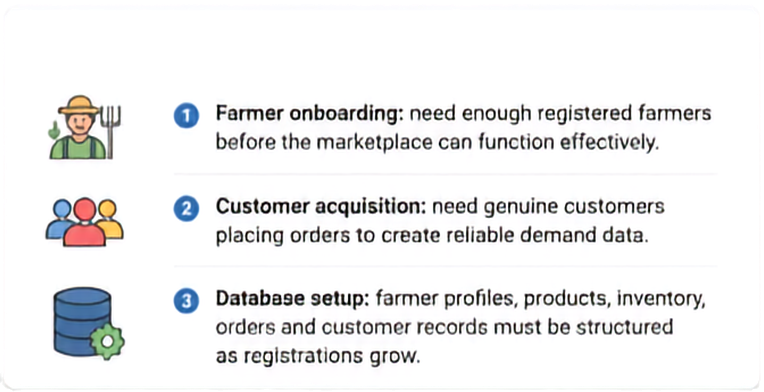 1 Farmer onboarding: need enough registered farmers
before the marketplace can function effectively.
2 Customer acquisition: need genuine customers
placing orders to create reliable demand data.
3 Database setup: farmer profiles, products, inventory,
orders and customer records must be structured
as registrations grow.